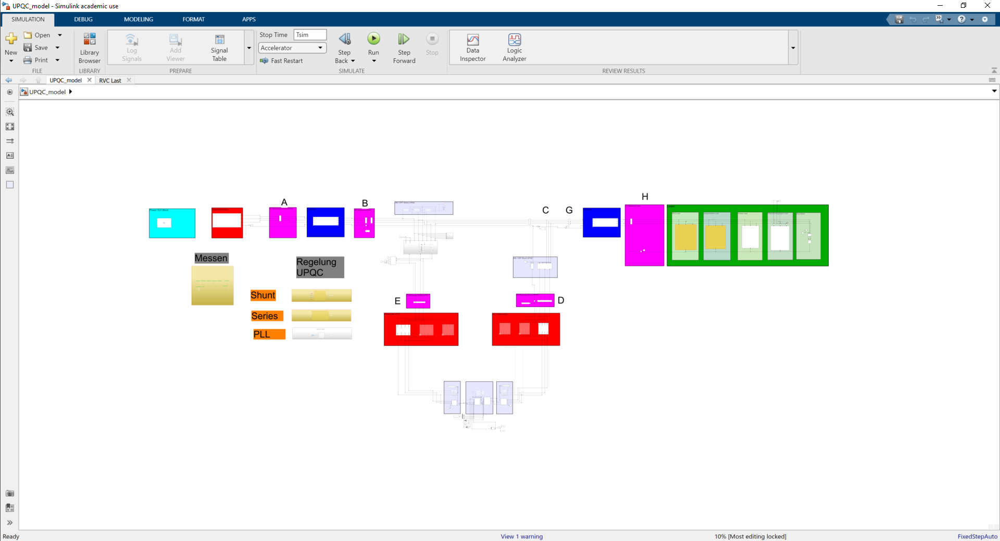 UPQC_model - Simulink academic use
SIMULATION DEBUG MODELING FORMAT APPS
New
Open
Save
Print
FILE
Library Browser
LIBRARY
Log Signals
Add Viewer
Signal Table
PREPARE
Stop Time Tsim
Accelerator
Fast Restart
Step Back
Run
Step Forward
Stop
SIMULATE
Data Inspector
Logic Analyzer
REVIEW RESULTS
UPQC_model RVC Last
UPQC_model
A
B
C
G
H
Messen
Regelung
UPQC
Shunt
Series
PLL
E
D
Ready
View 1 warning
10% [Most editing locked]
FixedStepAuto